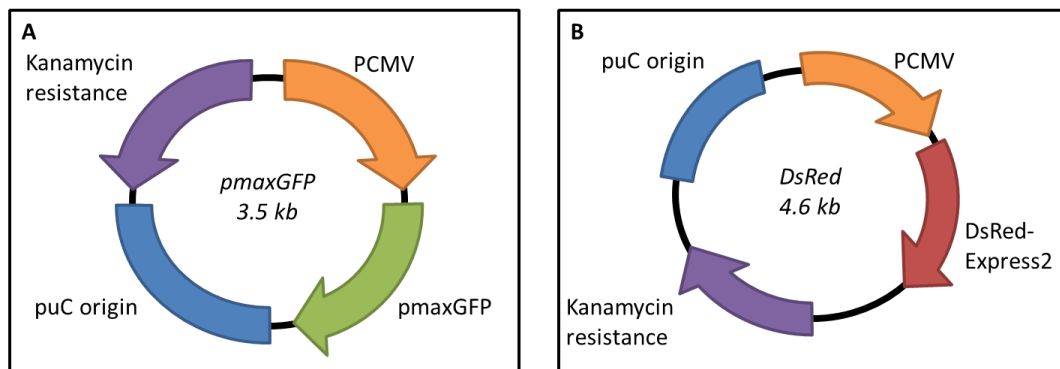 A
Kanamycin
resistance
PCMV
pmaxGFP
3.5 kb
puC origin
pmaxGFP
B
puC origin
PCMV
DsRed
4.6 kb
DsRed-
Express2
Kanamycin
resistance